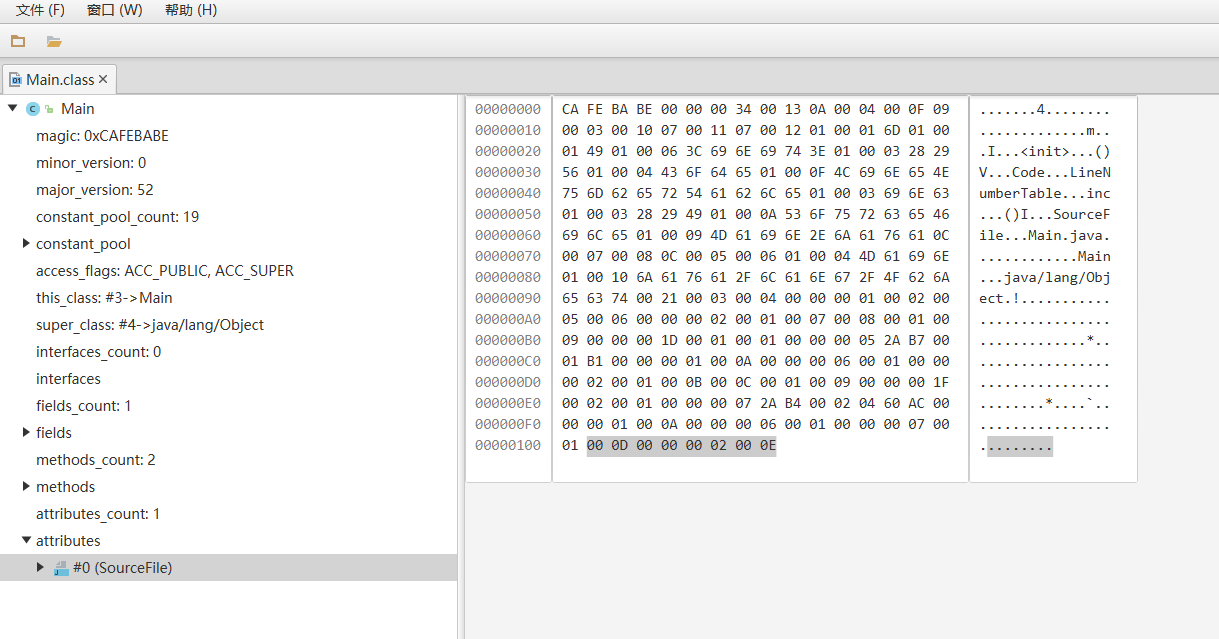 文件 (F) 窗口 (W) 帮助 (H)
Main.class
Main
magic: 0xCAFEBABE
minor_version: 0
major_version: 52
constant_pool_count: 19
constant_pool
access_flags: ACC_PUBLIC, ACC_SUPER
this_class: #3->Main
super_class: #4->java/lang/Object
interfaces_count: 0
interfaces
fields_count: 1
fields
methods_count: 2
methods
attributes_count: 1
attributes
#0 (SourceFile)
00000000 CA FE BA BE 00 00 00 34 00 13 0A 00 04 00 0F 09 .......4........
00000010 00 03 00 10 07 00 11 07 00 12 01 00 01 6D 01 00 .............m..
00000020 01 49 01 00 06 3C 69 6E 69 74 3E 01 00 03 28 29 .I...<init>...()
00000030 56 01 00 04 43 6F 64 65 01 00 0F 4C 69 6E 65 4E V...Code...LineN
00000040 75 6D 62 65 72 54 61 62 6C 65 01 00 03 69 6E 63 umberTable...inc
00000050 01 00 03 28 29 49 01 00 0A 53 6F 75 72 63 65 46 ...()I...SourceF
00000060 69 6C 65 01 00 09 4D 61 69 6E 2E 6A 61 76 61 0C ile...Main.java.
00000070 00 07 00 08 0C 00 05 00 06 01 00 04 4D 61 69 6E ............Main
00000080 01 00 10 6A 61 76 61 2F 6C 61 6E 67 2F 4F 62 6A ...java/lang/Obj
00000090 65 63 74 00 21 00 03 00 04 00 00 00 01 00 02 00 ect.!...........
000000A0 05 00 06 00 00 00 02 00 01 00 07 00 08 00 01 00 ................
000000B0 09 00 00 00 1D 00 01 00 01 00 00 00 05 2A B7 00 .............*..
000000C0 01 B1 00 00 00 01 00 0A 00 00 00 06 00 01 00 00 ................
000000D0 00 02 00 01 00 0B 00 0C 00 01 00 09 00 00 00 1F ................
000000E0 00 02 00 01 00 00 00 07 2A B4 00 02 04 60 AC 00 ........*....`..
000000F0 00 00 01 00 0A 00 00 00 06 00 01 00 00 00 07 00 ................
00000100 01 00 0D 00 00 00 02 00 0E .........